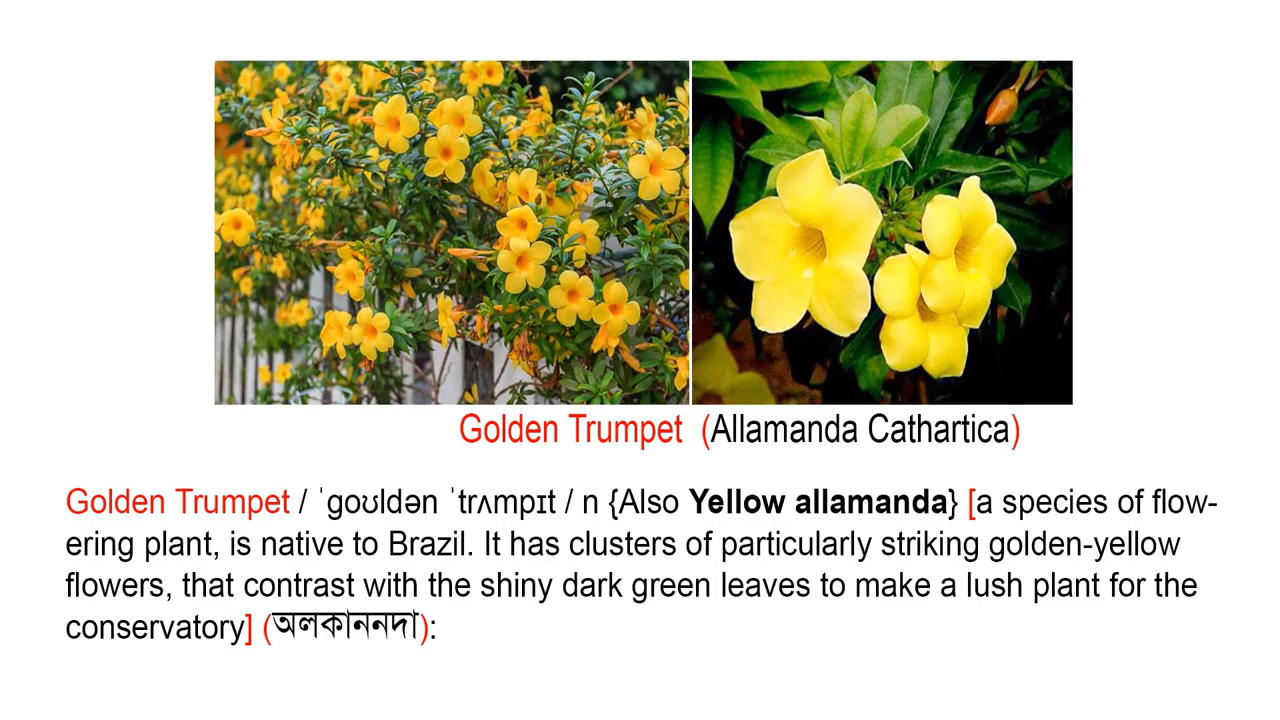 Golden Trumpet (Allamanda Cathartica)
Golden Trumpet / ˈgoʊldən ˈtrʌmpɪt / n {Also Yellow allamanda} [a species of flow-
ering plant, is native to Brazil. It has clusters of particularly striking golden-yellow
flowers, that contrast with the shiny dark green leaves to make a lush plant for the
conservatory] (অলকাননদা):